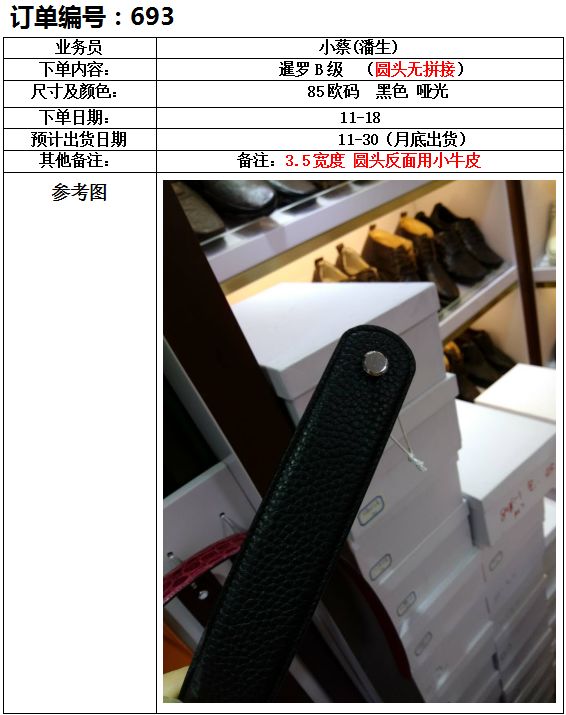 订单编号：693
业务员 小蔡(潘生)
下单内容： 暹罗B级 （圆头无拼接）
尺寸及颜色： 85欧码 黑色 哑光
下单日期： 11-18
预计出货日期 11-30（月底出货）
其他备注： 备注：3.5宽度 圆头反面用小牛皮
参考图